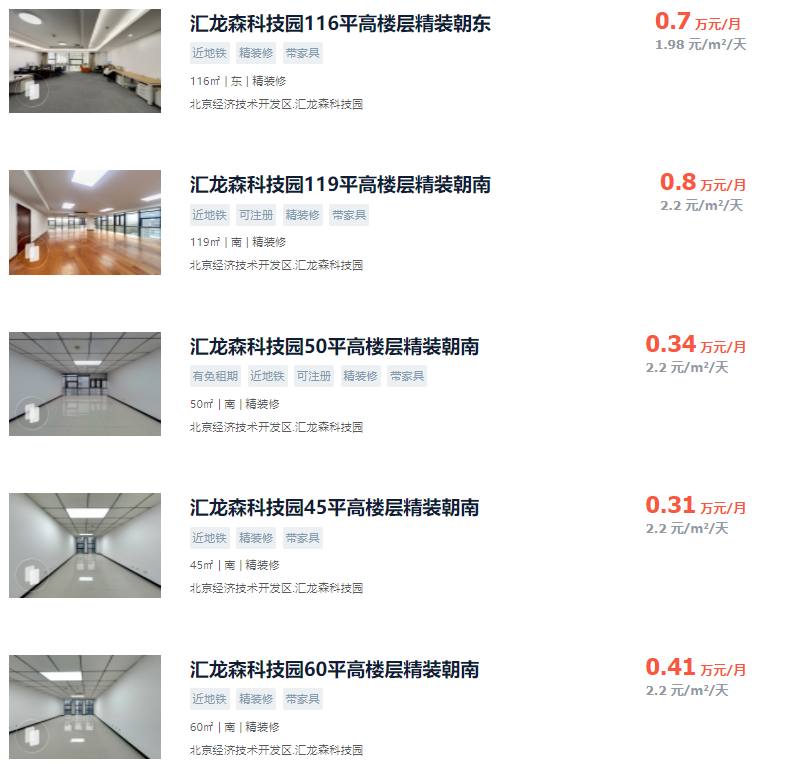 汇龙森科技园116平高楼层精装朝东
0.7 万元/月
近地铁 精装修 带家具
1.98 元/m²/天
116㎡ | 东 | 精装修
北京经济技术开发区.汇龙森科技园
汇龙森科技园119平高楼层精装朝南
0.8 万元/月
近地铁 可注册 精装修 带家具
2.2 元/m²/天
119㎡ | 南 | 精装修
北京经济技术开发区.汇龙森科技园
汇龙森科技园50平高楼层精装朝南
0.34 万元/月
有免租期 近地铁 可注册 精装修 带家具
2.2 元/m²/天
50㎡ | 南 | 精装修
北京经济技术开发区.汇龙森科技园
汇龙森科技园45平高楼层精装朝南
0.31 万元/月
近地铁 精装修 带家具
2.2 元/m²/天
45㎡ | 南 | 精装修
北京经济技术开发区.汇龙森科技园
汇龙森科技园60平高楼层精装朝南
0.41 万元/月
近地铁 精装修 带家具
2.2 元/m²/天
60㎡ | 南 | 精装修
北京经济技术开发区.汇龙森科技园